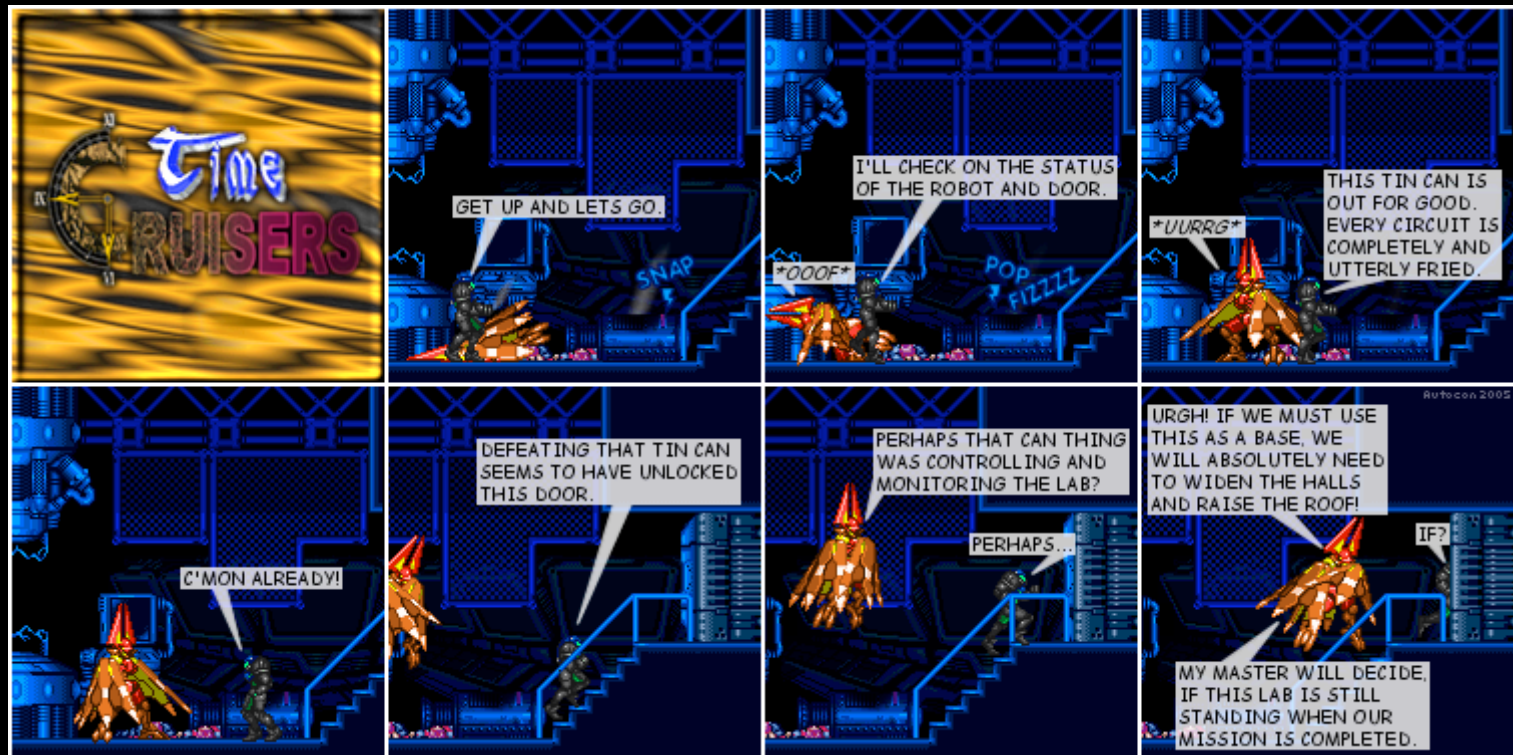 Time
CRUISERS
GET UP AND LETS GO.
SNAP
I'LL CHECK ON THE STATUS
OF THE ROBOT AND DOOR.
*OOOF*
POP
FIZZZZ
*UURRG*
THIS TIN CAN IS
OUT FOR GOOD.
EVERY CIRCUIT IS
COMPLETELY AND
UTTERLY FRIED.
C'MON ALREADY!
DEFEATING THAT TIN CAN
SEEMS TO HAVE UNLOCKED
THIS DOOR.
PERHAPS THAT CAN THING
WAS CONTROLLING AND
MONITORING THE LAB?
PERHAPS...
Autocon 2005
URGH! IF WE MUST USE
THIS AS A BASE, WE
WILL ABSOLUTELY NEED
TO WIDEN THE HALLS
AND RAISE THE ROOF!
IF?
MY MASTER WILL DECIDE,
IF THIS LAB IS STILL
STANDING WHEN OUR
MISSION IS COMPLETED.